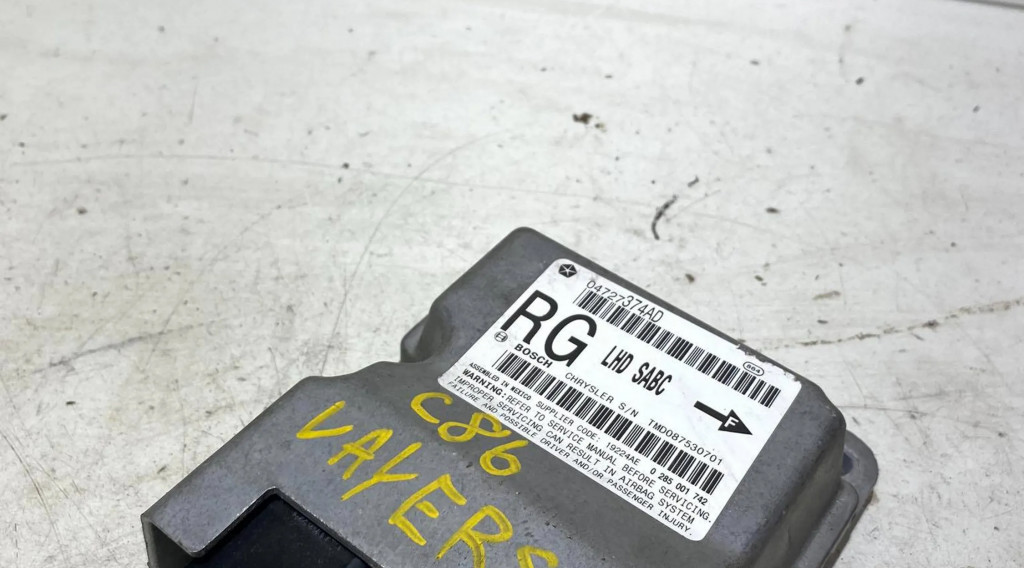 04727374AD
RG LHD SABC
F
BOSCH CHRYSLER S/N TMD087530701
ASSEMBLED IN MEXICO SUPPLIER CODE: 19224AE 0 285 001 742
WARNING: REFER TO SERVICE MANUAL BEFORE SERVICING.
IMPROPER SERVICING CAN RESULT IN AIRBAG SYSTEM
FAILURE AND POSSIBLE DRIVER AND/OR PASSENGER INJURY.
C86
VAYERS